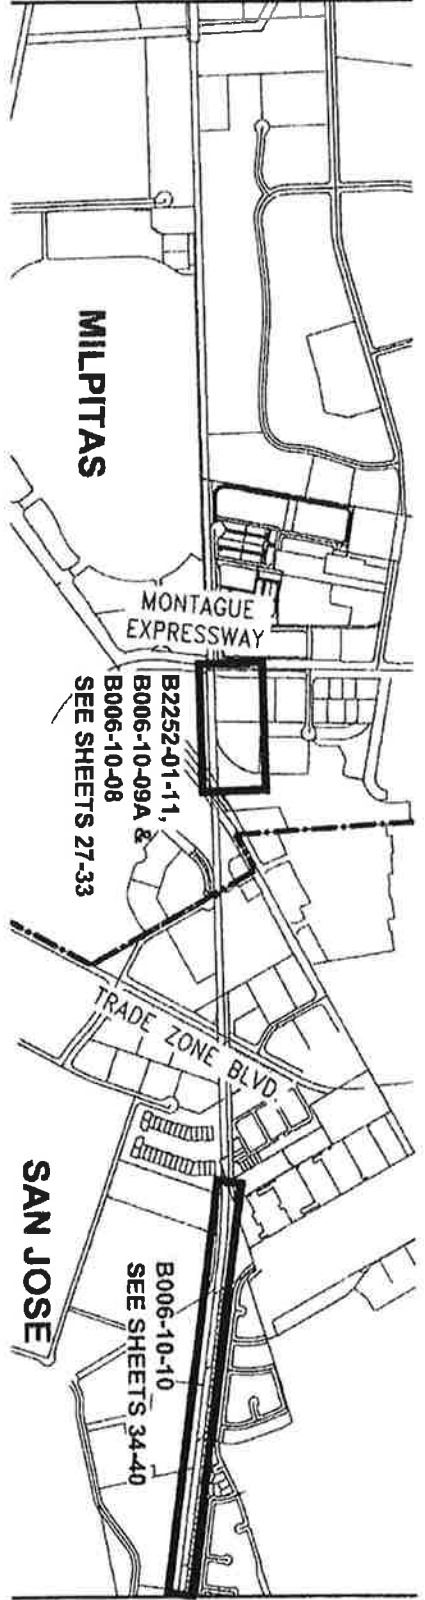 MILPITAS
MONTAGUE
EXPRESSWAY
B2252-01-11,
B006-10-09A &
B006-10-08
SEE SHEETS 27-33
TRADE ZONE BLVD.
SAN JOSE
B006-10-10
SEE SHEETS 34-40